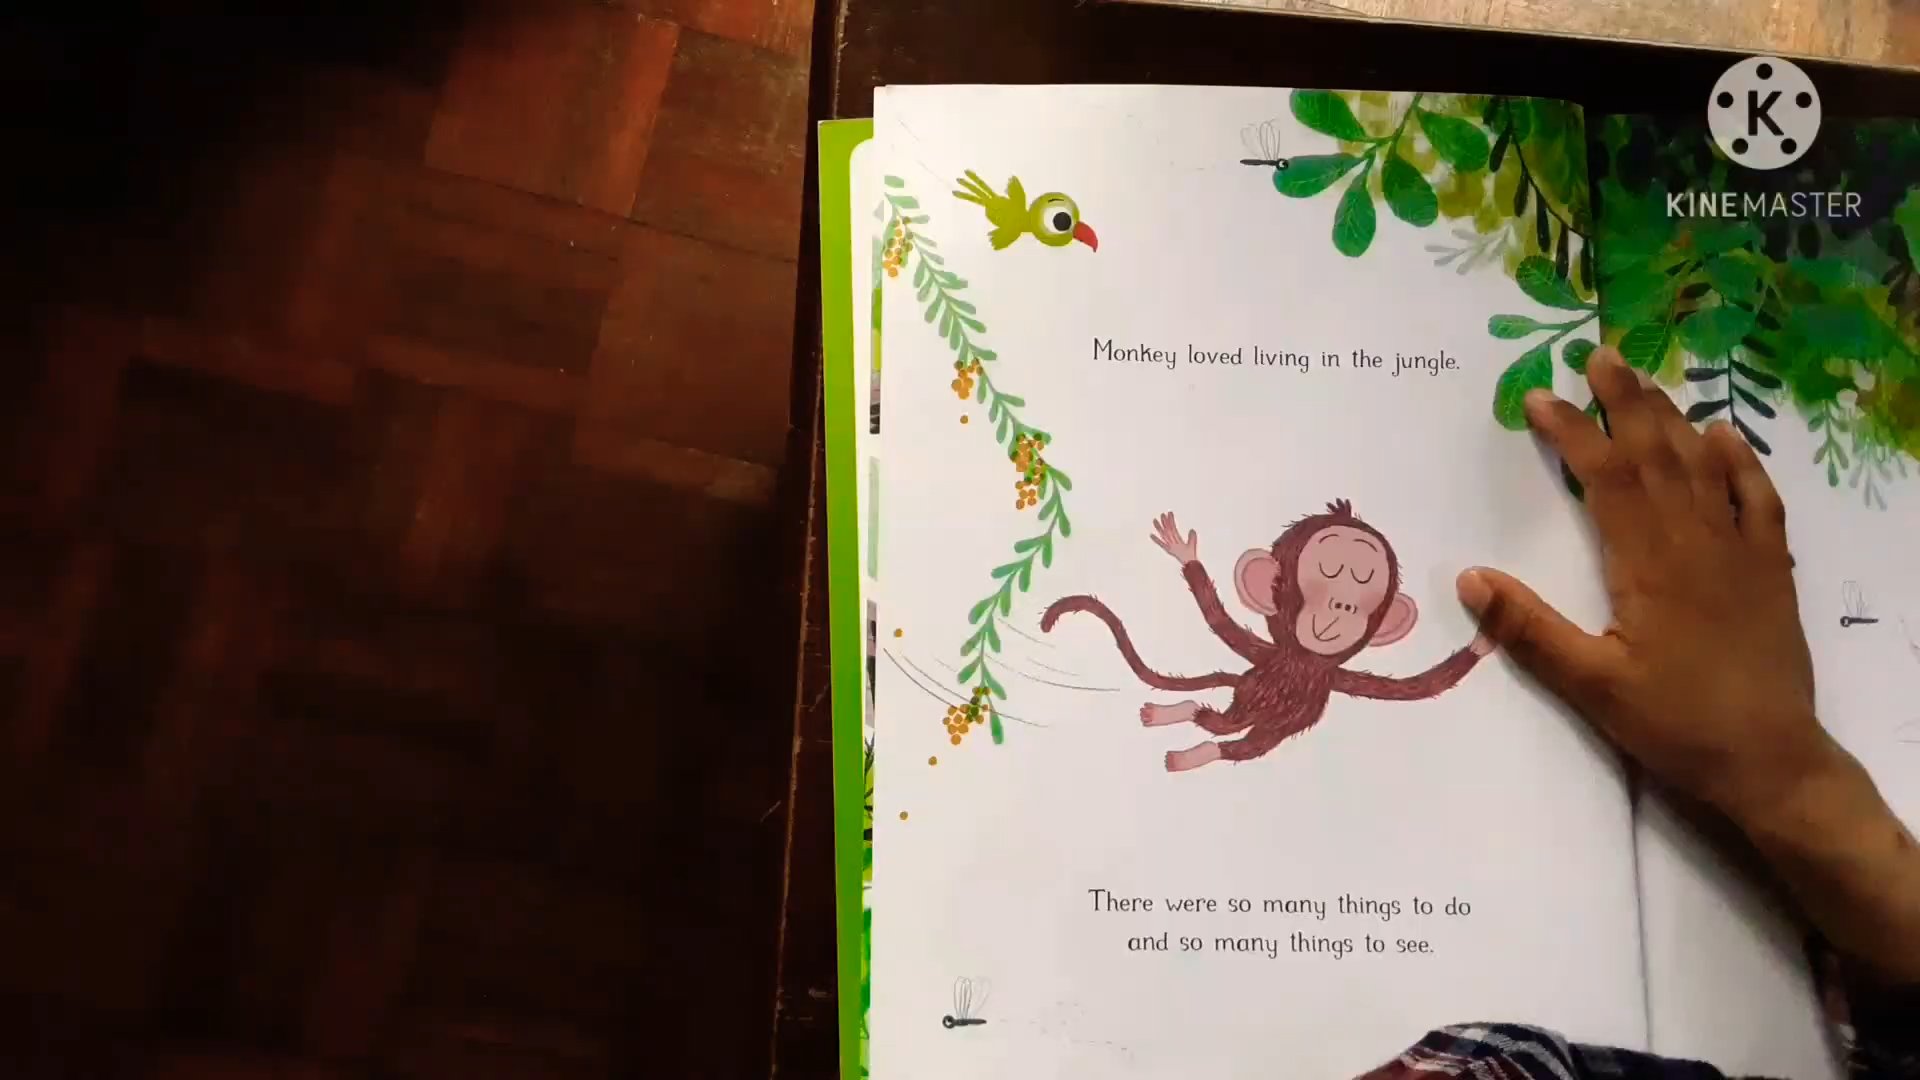 K
KINEMASTER
Monkey loved living in the jungle.
There were so many things to do
and so many things to see.